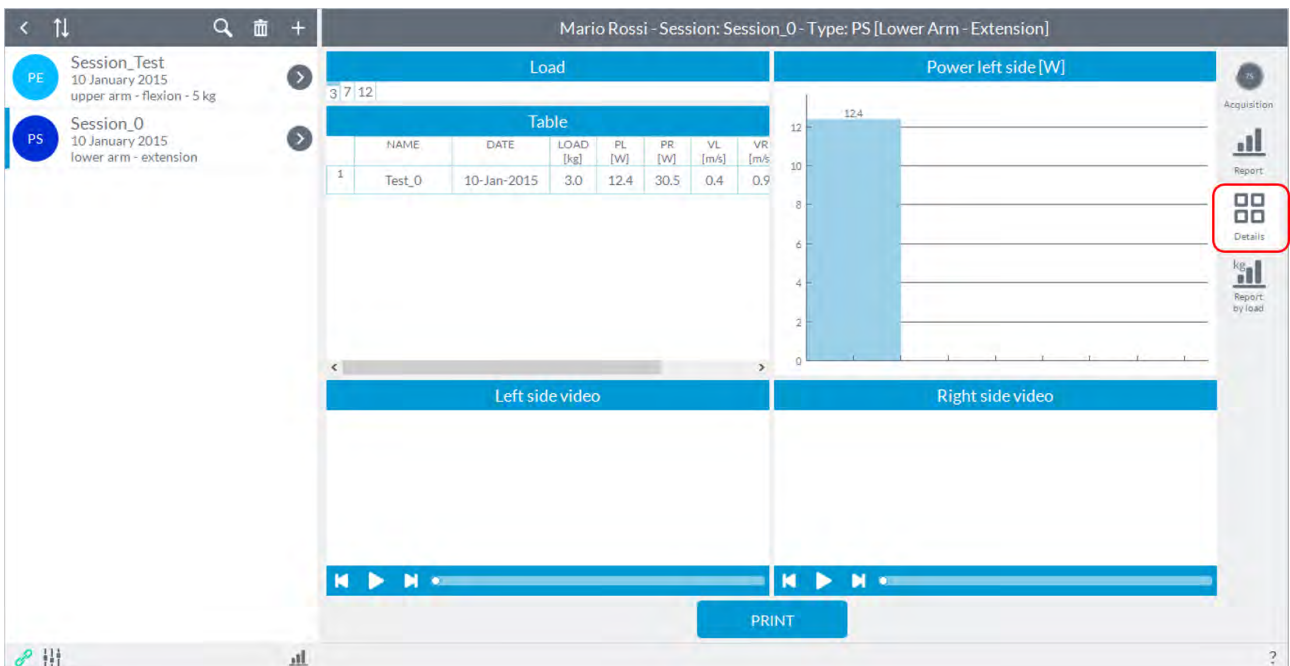 Mario Rossi - Session: Session_0 - Type: PS [Lower Arm - Extension]
PE
Session_Test
10 January 2015
upper arm - flexion - 5 kg
PS
Session_0
10 January 2015
lower arm - extension
Load
3 7 12
Table
NAME DATE LOAD [kg] PL [W] PR [W] VL [m/s] VR [m/s
1 Test_0 10-Jan-2015 3.0 12.4 30.5 0.4 0.9
Power left side [W]
12.4
12
10
8
6
4
2
0
Left side video
Right side video
PRINT
Acquisition
Report
Details
kg
Report
by load
?